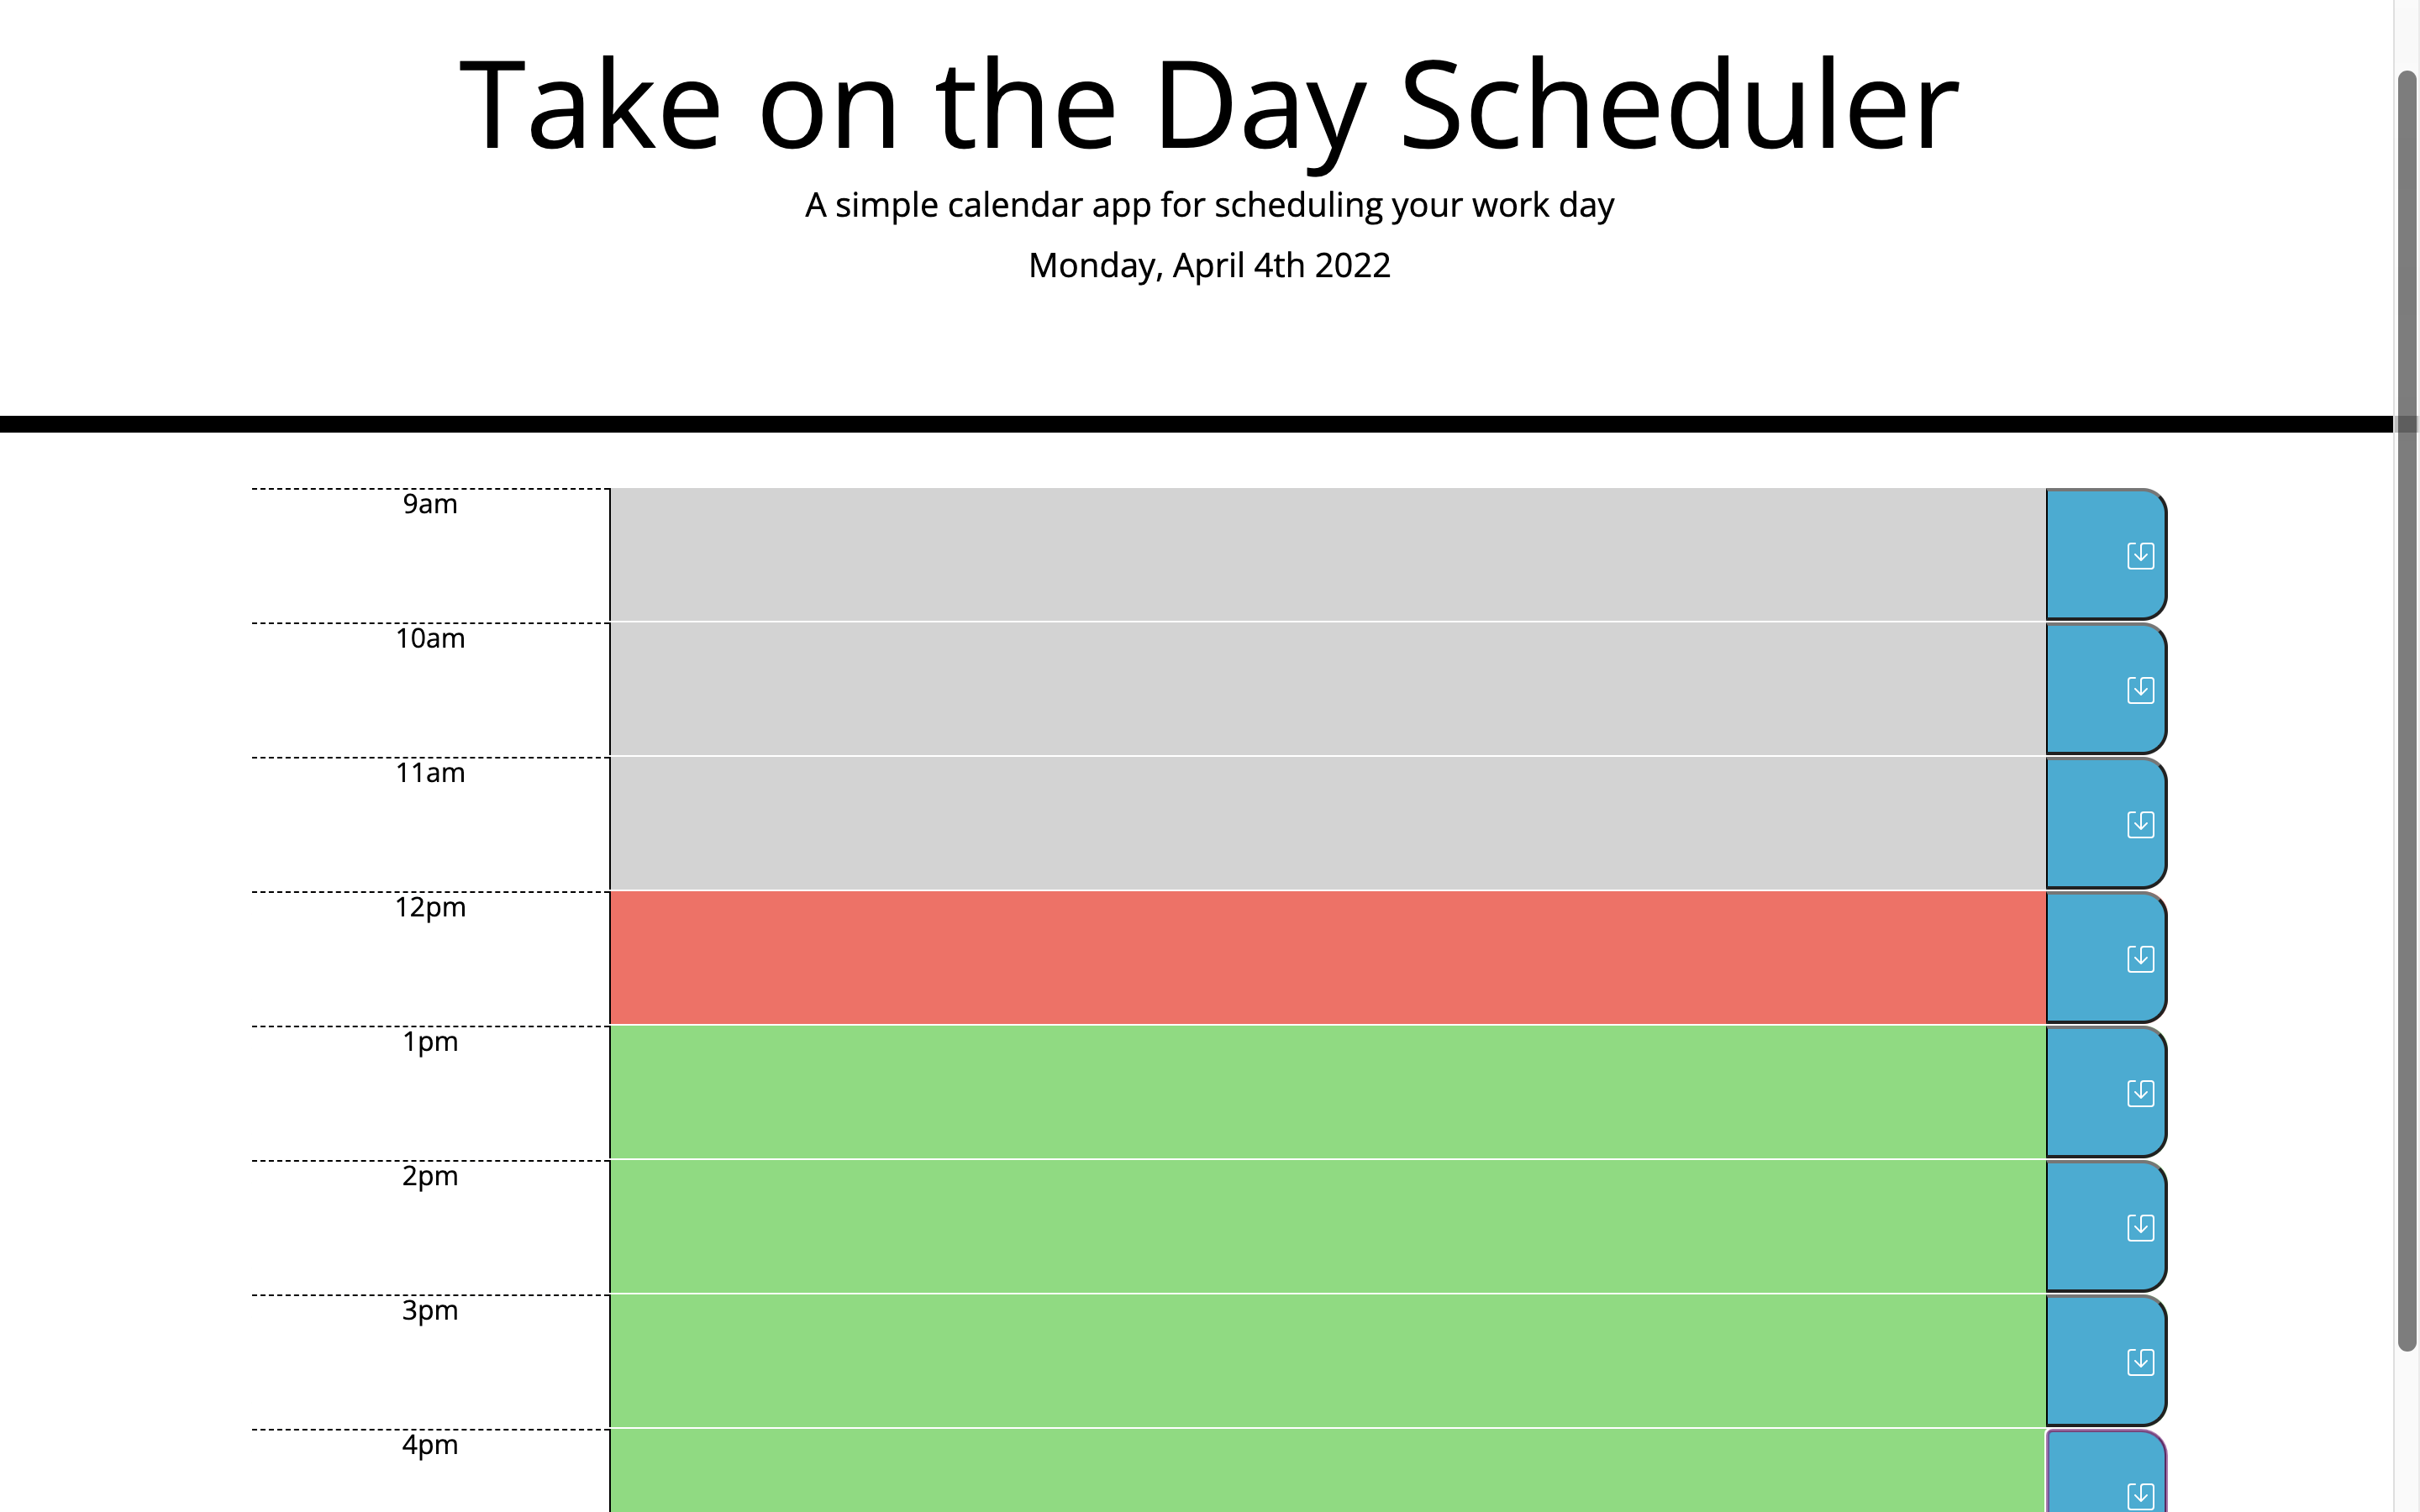 Take on the Day Scheduler
A simple calendar app for scheduling your work day
Monday, April 4th 2022
9am
10am
11am
12pm
1pm
2pm
3pm
4pm